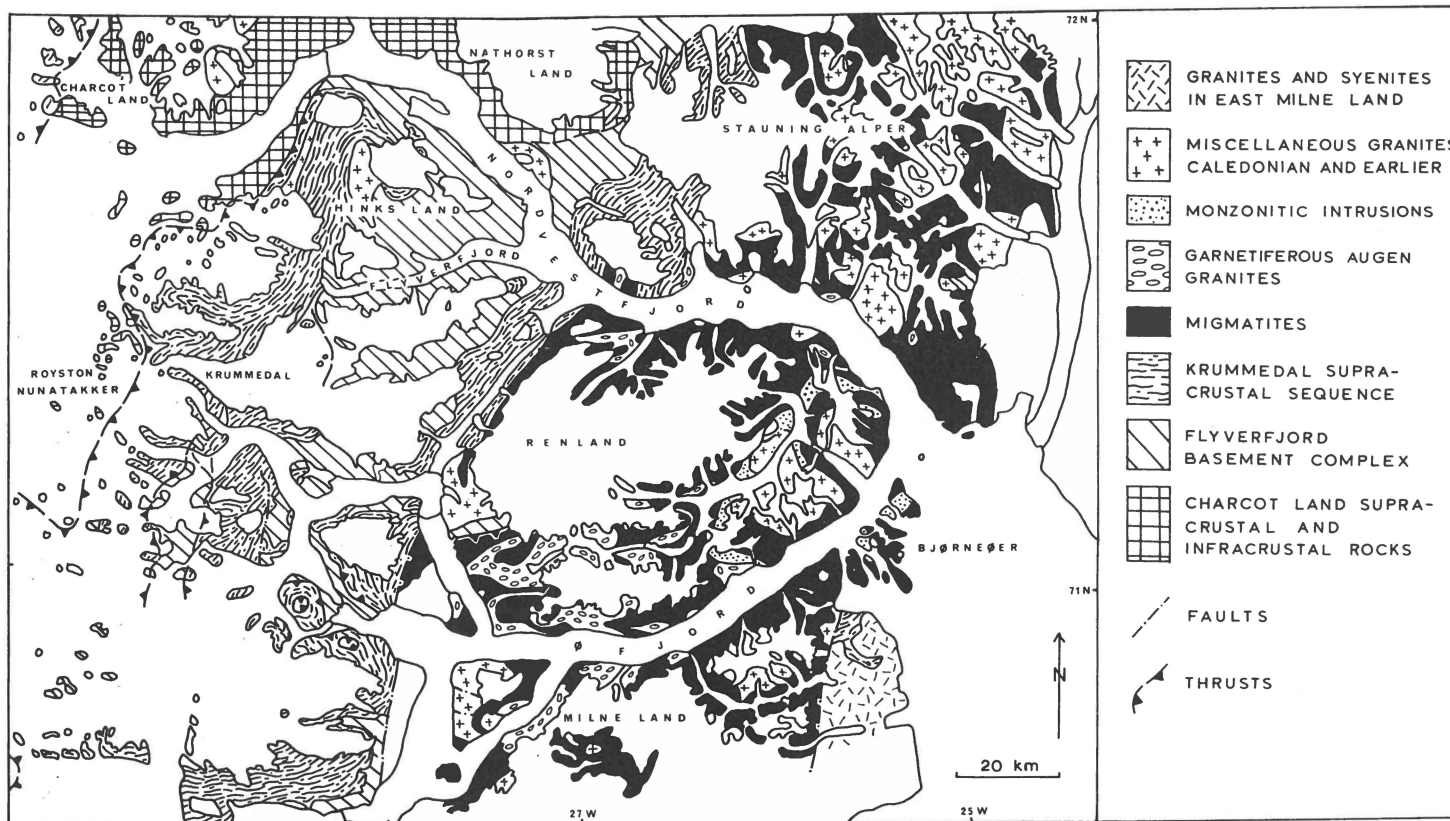 72 N
NATHORST
LAND
CHARCOT
LAND
STAUNING ALPER
NORDVESTFJORD
HINKS LAND
FLYVERFJORD
ROYSTON
NUNATAKKER
KRUMMEDAL
RENLAND
BJØRNEØER
71 N
ØFJORD
N
MILNE LAND
20 km
27 W
25 W
GRANITES AND SYENITES
IN EAST MILNE LAND
MISCELLANEOUS GRANITES
CALEDONIAN AND EARLIER
MONZONITIC INTRUSIONS
GARNETIFEROUS AUGEN
GRANITES
MIGMATITES
KRUMMEDAL SUPRA-
CRUSTAL SEQUENCE
FLYVERFJORD
BASEMENT COMPLEX
CHARCOT LAND SUPRA-
CRUSTAL AND
INFRACRUSTAL ROCKS
FAULTS
THRUSTS